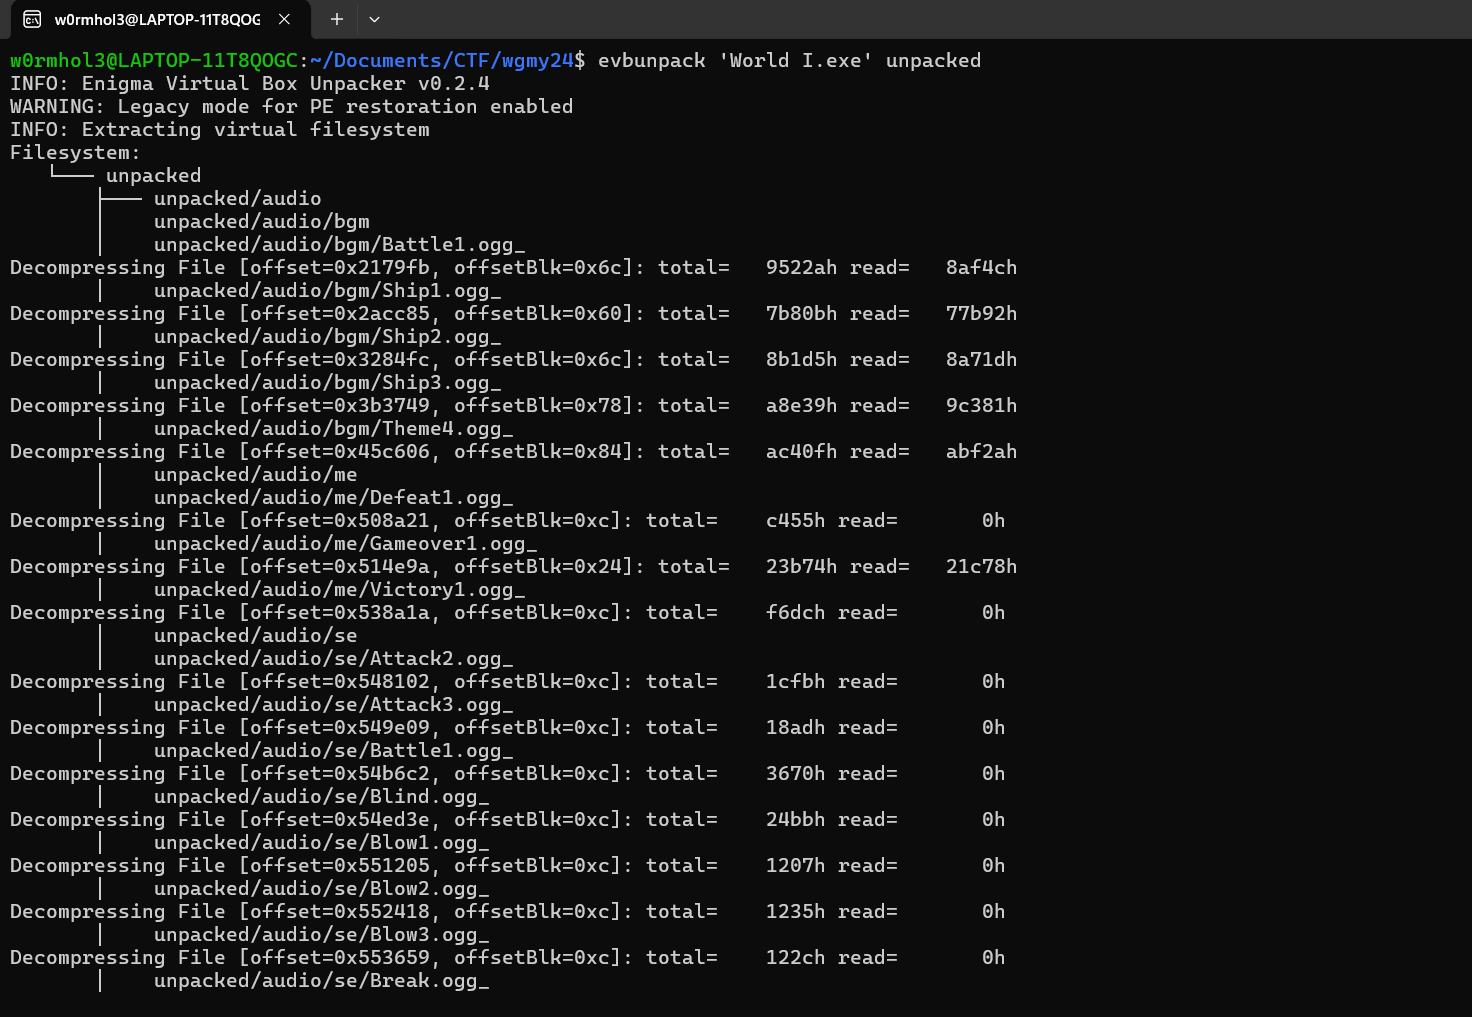 w0rmhol3@LAPTOP-11T8QOG
w0rmhol3@LAPTOP-11T8QOGC:~/Documents/CTF/wgmy24$ evbunpack 'World I.exe' unpacked
INFO: Enigma Virtual Box Unpacker v0.2.4
WARNING: Legacy mode for PE restoration enabled
INFO: Extracting virtual filesystem
Filesystem:
└─── unpacked
├─── unpacked/audio
│    unpacked/audio/bgm
│    unpacked/audio/bgm/Battle1.ogg_
Decompressing File [offset=0x2179fb, offsetBlk=0x6c]: total=   9522ah read=   8af4ch
│    unpacked/audio/bgm/Ship1.ogg_
Decompressing File [offset=0x2acc85, offsetBlk=0x60]: total=   7b80bh read=   77b92h
│    unpacked/audio/bgm/Ship2.ogg_
Decompressing File [offset=0x3284fc, offsetBlk=0x6c]: total=   8b1d5h read=   8a71dh
│    unpacked/audio/bgm/Ship3.ogg_
Decompressing File [offset=0x3b3749, offsetBlk=0x78]: total=   a8e39h read=   9c381h
│    unpacked/audio/bgm/Theme4.ogg_
Decompressing File [offset=0x45c606, offsetBlk=0x84]: total=   ac40fh read=   abf2ah
│    unpacked/audio/me
│    unpacked/audio/me/Defeat1.ogg_
Decompressing File [offset=0x508a21, offsetBlk=0xc]: total=    c455h read=       0h
│    unpacked/audio/me/Gameover1.ogg_
Decompressing File [offset=0x514e9a, offsetBlk=0x24]: total=   23b74h read=   21c78h
│    unpacked/audio/me/Victory1.ogg_
Decompressing File [offset=0x538a1a, offsetBlk=0xc]: total=    f6dch read=       0h
│    unpacked/audio/se
│    unpacked/audio/se/Attack2.ogg_
Decompressing File [offset=0x548102, offsetBlk=0xc]: total=    1cfbh read=       0h
│    unpacked/audio/se/Attack3.ogg_
Decompressing File [offset=0x549e09, offsetBlk=0xc]: total=    18adh read=       0h
│    unpacked/audio/se/Battle1.ogg_
Decompressing File [offset=0x54b6c2, offsetBlk=0xc]: total=    3670h read=       0h
│    unpacked/audio/se/Blind.ogg_
Decompressing File [offset=0x54ed3e, offsetBlk=0xc]: total=    24bbh read=       0h
│    unpacked/audio/se/Blow1.ogg_
Decompressing File [offset=0x551205, offsetBlk=0xc]: total=    1207h read=       0h
│    unpacked/audio/se/Blow2.ogg_
Decompressing File [offset=0x552418, offsetBlk=0xc]: total=    1235h read=       0h
│    unpacked/audio/se/Blow3.ogg_
Decompressing File [offset=0x553659, offsetBlk=0xc]: total=    122ch read=       0h
│    unpacked/audio/se/Break.ogg_